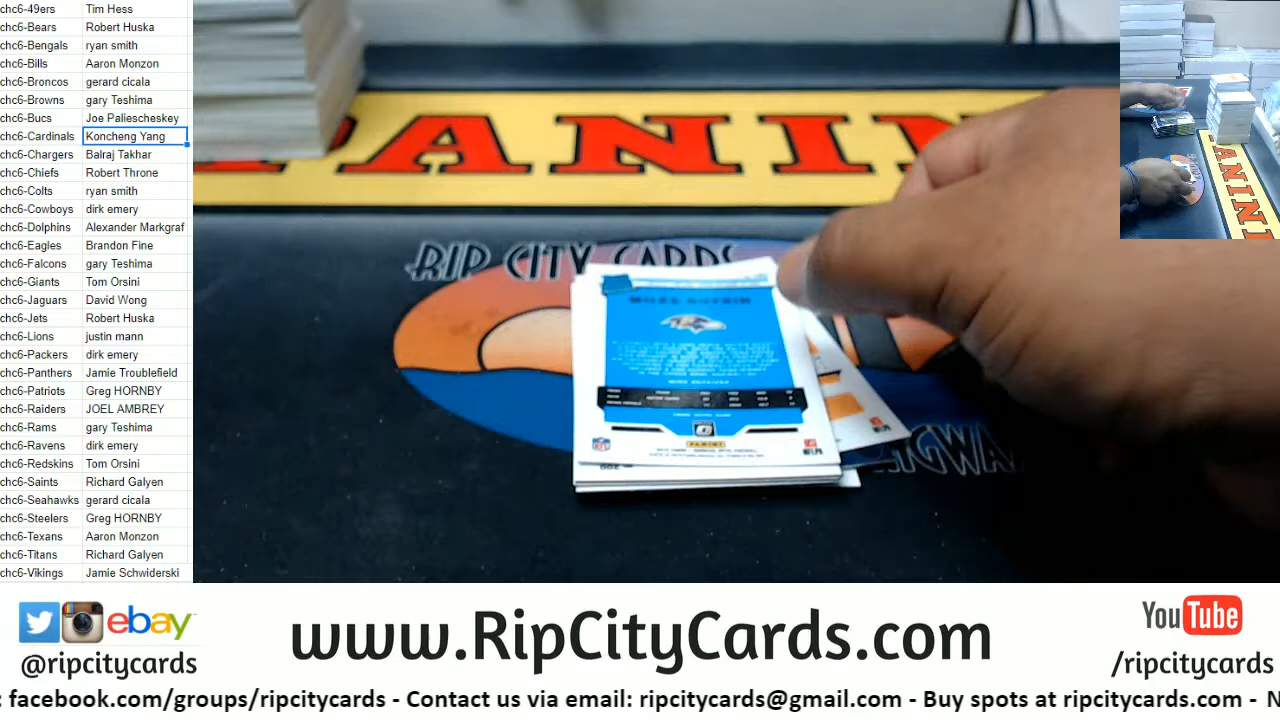 chc6-49ers Tim Hess
chc6-Bears Robert Huska
chc6-Bengals ryan smith
chc6-Bills Aaron Monzon
chc6-Broncos gerard cicala
chc6-Browns gary Teshima
chc6-Bucs Joe Paliescheskey
chc6-Cardinals Koncheng Yang
chc6-Chargers Balraj Takhar
chc6-Chiefs Robert Throne
chc6-Colts ryan smith
chc6-Cowboys dirk emery
chc6-Dolphins Alexander Markgraf
chc6-Eagles Brandon Fine
chc6-Falcons gary Teshima
chc6-Giants Tom Orsini
chc6-Jaguars David Wong
chc6-Jets Robert Huska
chc6-Lions justin mann
chc6-Packers dirk emery
chc6-Panthers Jamie Troublefield
chc6-Patriots Greg HORNBY
chc6-Raiders JOEL AMBREY
chc6-Rams gary Teshima
chc6-Ravens dirk emery
chc6-Redskins Tom Orsini
chc6-Saints Richard Galyen
chc6-Seahawks gerard cicala
chc6-Steelers Greg HORNBY
chc6-Texans Aaron Monzon
chc6-Titans Richard Galyen
chc6-Vikings Jamie Schwiderski
PANINI
RIP CITY CARDS
PANINI
NFL
200
PANINI
ebay
@ripcitycards
www.RipCityCards.com
YouTube
/ripcitycards
: facebook.com/groups/ripcitycards - Contact us via email: ripcitycards@gmail.com - Buy spots at ripcitycards.com - N